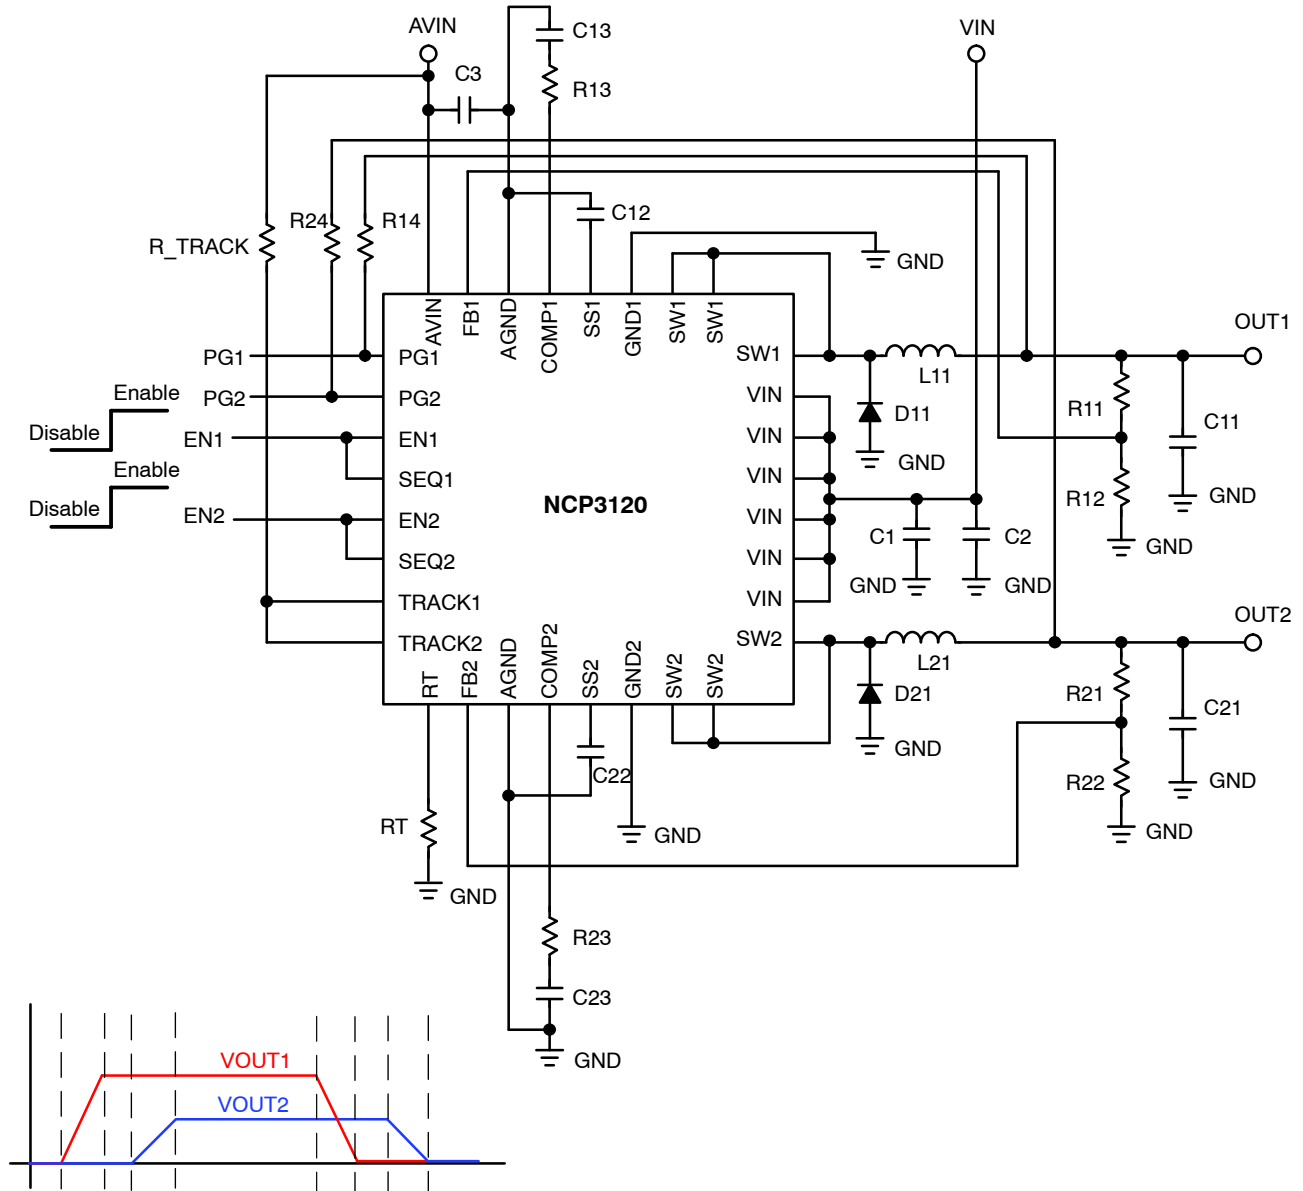 AVIN
VIN
C13
C3
R13
R24
R14
C12
R_TRACK
GND
AVIN
FB1
AGND
COMP1
SS1
GND1
SW1
SW1
OUT1
PG1
PG1
SW1
L11
Enable
PG2
PG2
VIN
D11
R11
C11
Disable
EN1
EN1
VIN
GND
Enable
SEQ1
VIN
Disable
EN2
EN2
NCP3120
VIN
C1
C2
R12
GND
GND
SEQ2
VIN
GND
GND
TRACK1
VIN
OUT2
TRACK2
SW2
L21
RT
FB2
AGND
COMP2
SS2
GND2
SW2
SW2
D21
R21
C21
GND
C22
R22
GND
RT
GND
GND
GND
R23
C23
GND
VOUT1
VOUT2